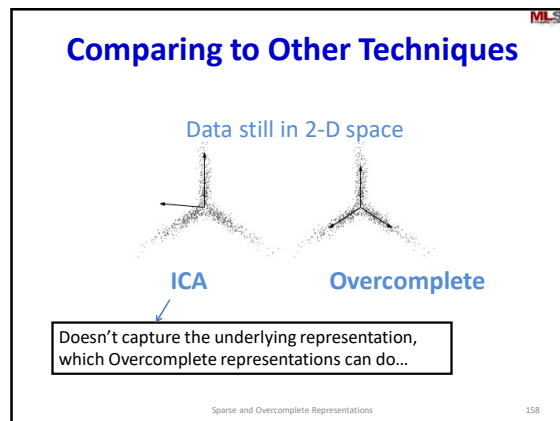 MLS
Comparing to Other Techniques
Data still in 2-D space
ICA
Overcomplete
Doesn't capture the underlying representation,
which Overcomplete representations can do...
Sparse and Overcomplete Representations
158